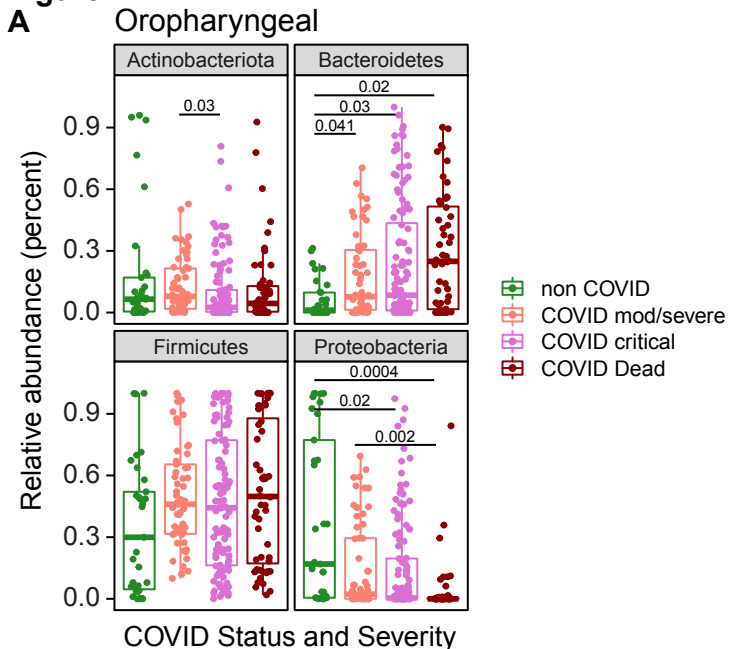 A
Oropharyngeal
Actinobacteriota
Bacteroidetes
0.03
0.02
0.03
0.041
0.9
0.6
0.3
0.0
Firmicutes
Proteobacteria
0.0004
0.02
0.002
0.9
0.6
0.3
0.0
Relative abundance (percent)
COVID Status and Severity
non COVID
COVID mod/severe
COVID critical
COVID Dead